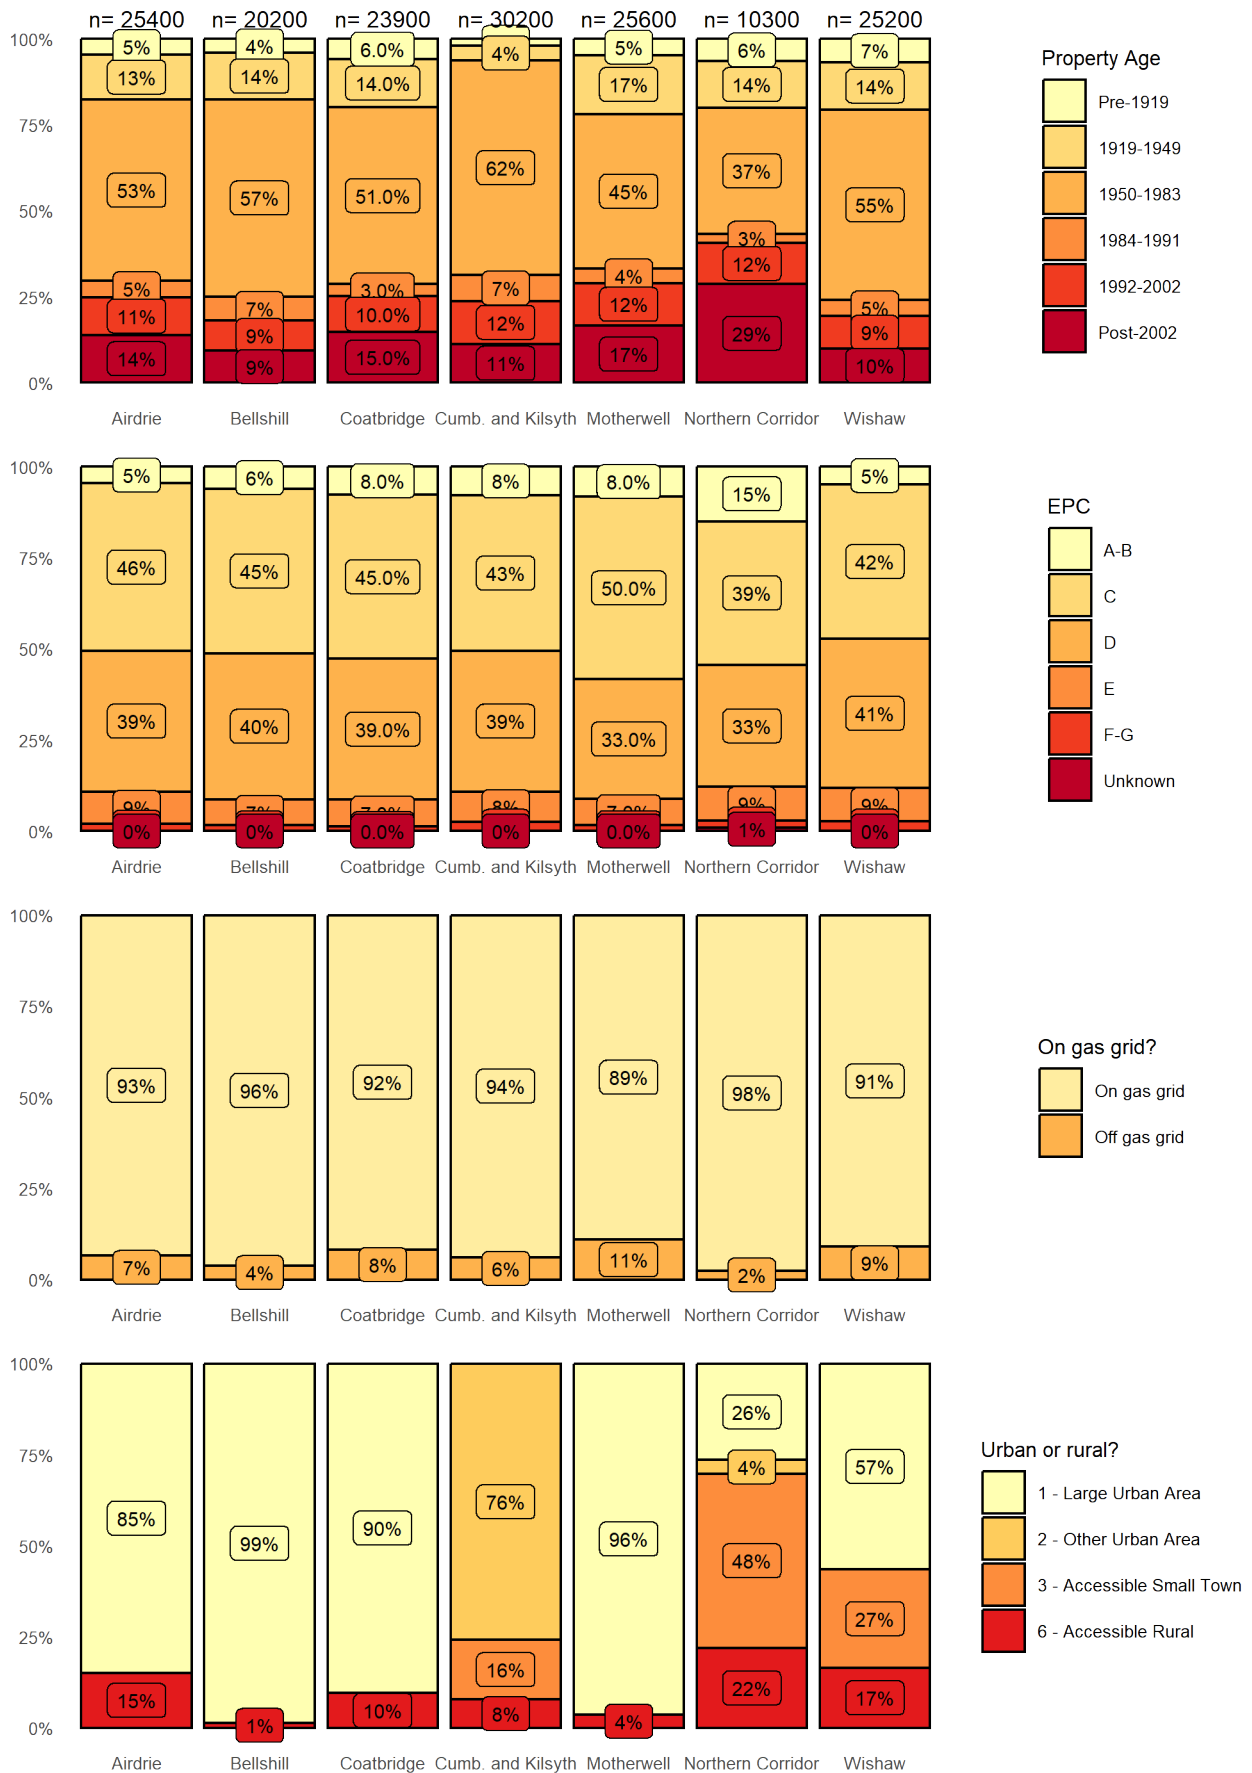 n= 25400 n= 20200 n= 23900 n= 30200 n= 25600 n= 10300 n= 25200
100%
75%
50%
25%
0%
5% 4% 6.0% 5% 6% 7%
13% 14% 14.0% 4% 17% 14% 14%
53% 57% 51.0% 62% 45% 37% 55%
5% 7% 3.0% 7% 4% 3% 5%
11% 9% 10.0% 12% 12% 12% 9%
14% 9% 15.0% 11% 17% 29% 10%
Airdrie Bellshill Coatbridge Cumb. and Kilsyth Motherwell Northern Corridor Wishaw
Property Age
Pre-1919
1919-1949
1950-1983
1984-1991
1992-2002
Post-2002
100%
75%
50%
25%
0%
5% 6% 8.0% 8% 8.0% 15% 5%
46% 45% 45.0% 43% 50.0% 39% 42%
39% 40% 39.0% 39% 33.0% 33% 41%
9% 7% 7.0% 8% 7.0% 9% 9%
0% 0% 0.0% 0% 0.0% 1% 0%
Airdrie Bellshill Coatbridge Cumb. and Kilsyth Motherwell Northern Corridor Wishaw
EPC
A-B
C
D
E
F-G
Unknown
100%
75%
50%
25%
0%
93% 96% 92% 94% 89% 98% 91%
7% 4% 8% 6% 11% 2% 9%
Airdrie Bellshill Coatbridge Cumb. and Kilsyth Motherwell Northern Corridor Wishaw
On gas grid?
On gas grid
Off gas grid
100%
75%
50%
25%
0%
85% 99% 90% 76% 96% 26% 57%
4%
16% 48% 27%
15% 1% 10% 8% 4% 22% 17%
Airdrie Bellshill Coatbridge Cumb. and Kilsyth Motherwell Northern Corridor Wishaw
Urban or rural?
1 - Large Urban Area
2 - Other Urban Area
3 - Accessible Small Town
6 - Accessible Rural